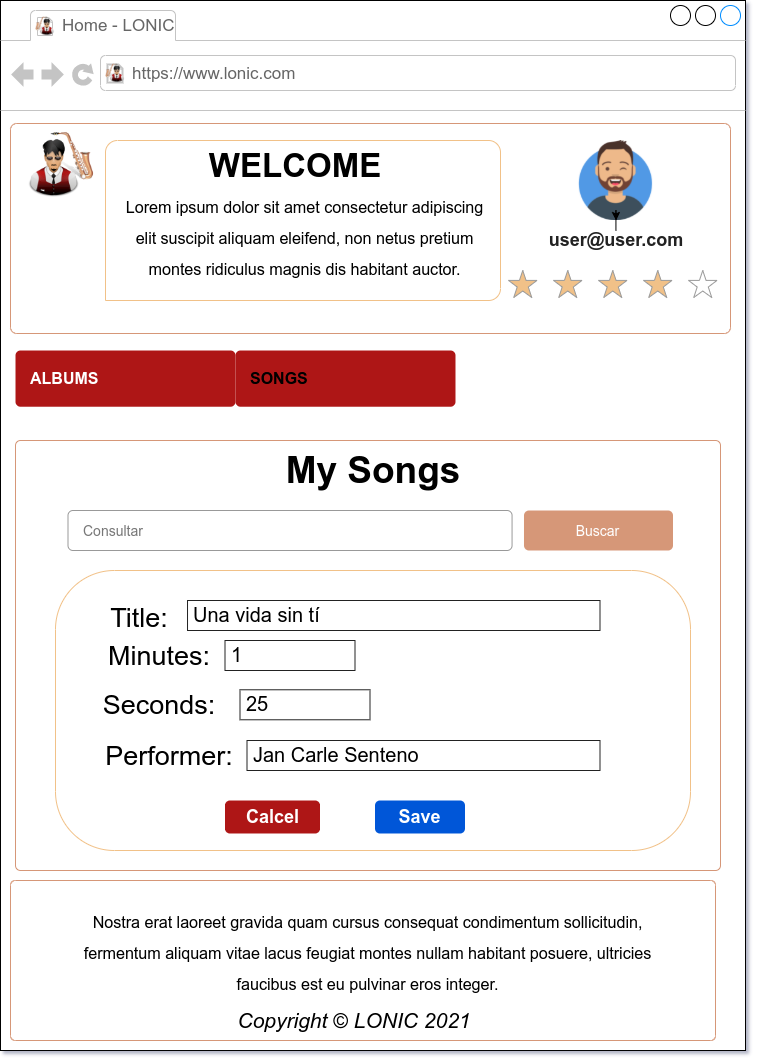 Home - LONIC
https://www.lonic.com
WELCOME
Lorem ipsum dolor sit amet consectetur adipiscing
elit suscipit aliquam eleifend, non netus pretium
montes ridiculus magnis dis habitant auctor.
user@user.com
ALBUMS
SONGS
My Songs
Consultar
Buscar
Title: Una vida sin tí
Minutes: 1
Seconds: 25
Performer: Jan Carle Senteno
Calcel
Save
Nostra erat laoreet gravida quam cursus consequat condimentum sollicitudin,
fermentum aliquam vitae lacus feugiat montes nullam habitant posuere, ultricies
faucibus est eu pulvinar eros integer.
Copyright © LONIC 2021